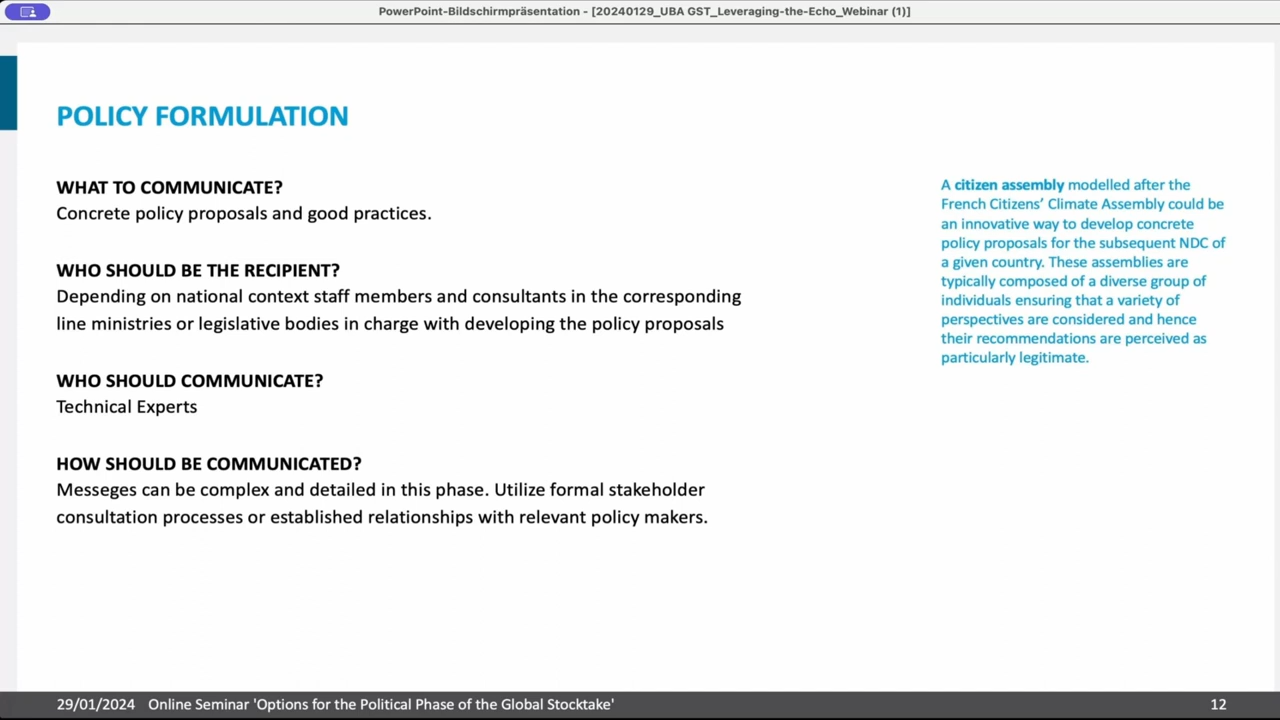 PowerPoint-Bildschirmpräsentation - [20240129_UBA GST_Leveraging-the-Echo_Webinar (1)]
POLICY FORMULATION
WHAT TO COMMUNICATE?
Concrete policy proposals and good practices.
WHO SHOULD BE THE RECIPIENT?
Depending on national context staff members and consultants in the corresponding
line ministries or legislative bodies in charge with developing the policy proposals
WHO SHOULD COMMUNICATE?
Technical Experts
HOW SHOULD BE COMMUNICATED?
Messeges can be complex and detailed in this phase. Utilize formal stakeholder
consultation processes or established relationships with relevant policy makers.
A citizen assembly modelled after the
French Citizens’ Climate Assembly could be
an innovative way to develop concrete
policy proposals for the subsequent NDC of
a given country. These assemblies are
typically composed of a diverse group of
individuals ensuring that a variety of
perspectives are considered and hence
their recommendations are perceived as
particularly legitimate.
29/01/2024 Online Seminar 'Options for the Political Phase of the Global Stocktake'
12